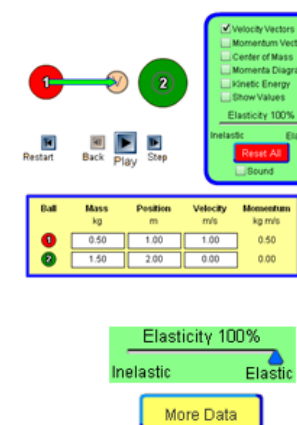 Velocity Vectors
Momentum Vect
Center of Mass
Momenta Diagra
Kinetic Energy
Show Values
Elasticity 100%
Inelastic Ela
Reset All
Sound
1 V 2
Restart Back Play Step
Ball Mass Position Velocity Momentum
kg m m/s kg m/s
1 0.50 1.00 1.00 0.50
2 1.50 2.00 0.00 0.00
Elasticity 100%
Inelastic Elastic
More Data